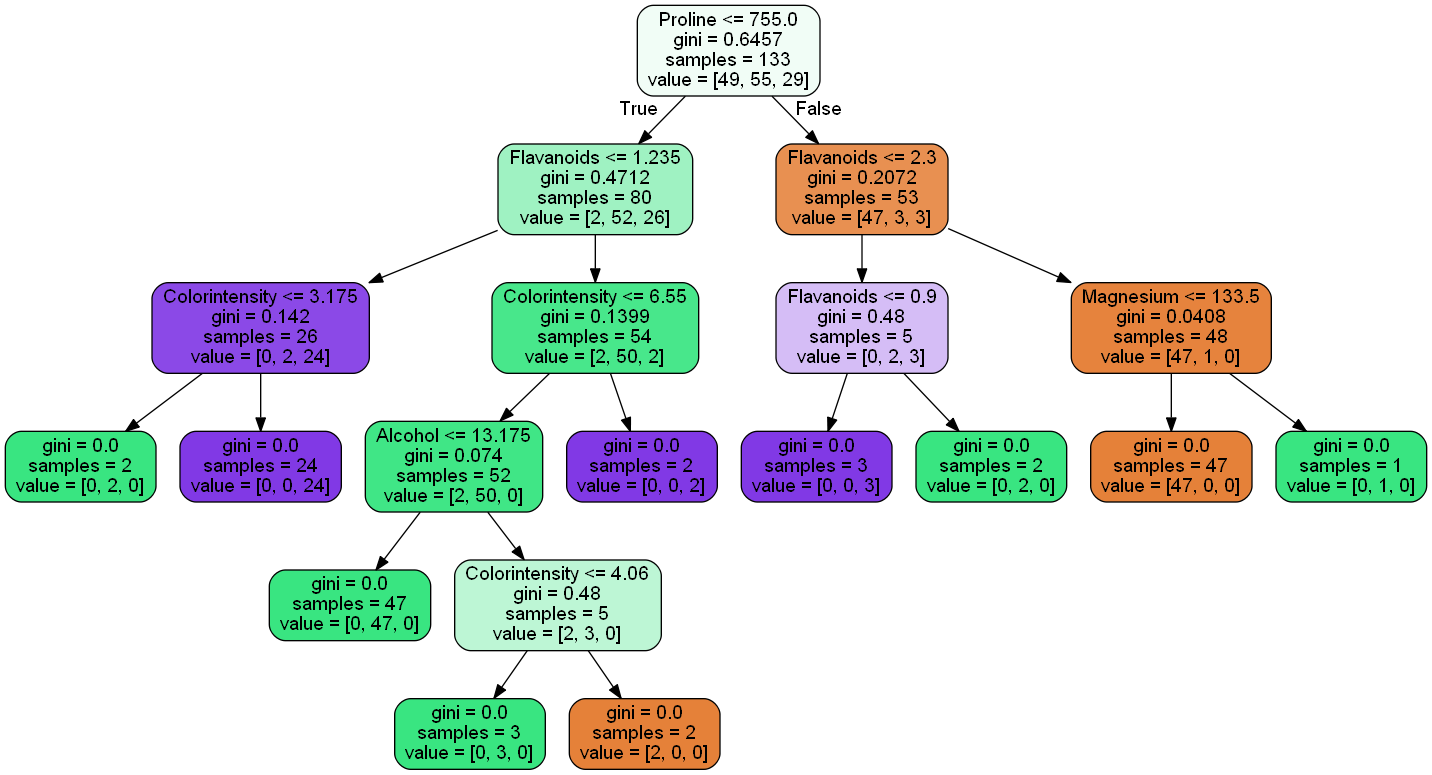 Proline <= 755.0
gini = 0.6457
samples = 133
value = [49, 55, 29]
True
False
Flavanoids <= 1.235
gini = 0.4712
samples = 80
value = [2, 52, 26]
Flavanoids <= 2.3
gini = 0.2072
samples = 53
value = [47, 3, 3]
Colorintensity <= 3.175
gini = 0.142
samples = 26
value = [0, 2, 24]
Colorintensity <= 6.55
gini = 0.1399
samples = 54
value = [2, 50, 2]
Flavanoids <= 0.9
gini = 0.48
samples = 5
value = [0, 2, 3]
Magnesium <= 133.5
gini = 0.0408
samples = 48
value = [47, 1, 0]
gini = 0.0
samples = 2
value = [0, 2, 0]
gini = 0.0
samples = 24
value = [0, 0, 24]
Alcohol <= 13.175
gini = 0.074
samples = 52
value = [2, 50, 0]
gini = 0.0
samples = 2
value = [0, 0, 2]
gini = 0.0
samples = 3
value = [0, 0, 3]
gini = 0.0
samples = 2
value = [0, 2, 0]
gini = 0.0
samples = 47
value = [47, 0, 0]
gini = 0.0
samples = 1
value = [0, 1, 0]
gini = 0.0
samples = 47
value = [0, 47, 0]
Colorintensity <= 4.06
gini = 0.48
samples = 5
value = [2, 3, 0]
gini = 0.0
samples = 3
value = [0, 3, 0]
gini = 0.0
samples = 2
value = [2, 0, 0]